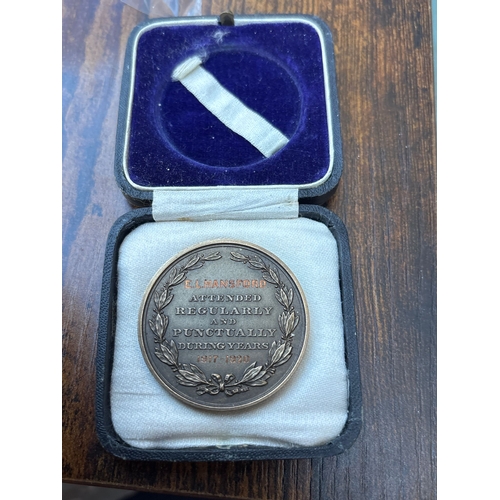 ATTENDED
REGULARLY
AND
PUNCTUALLY
DURING YEARS